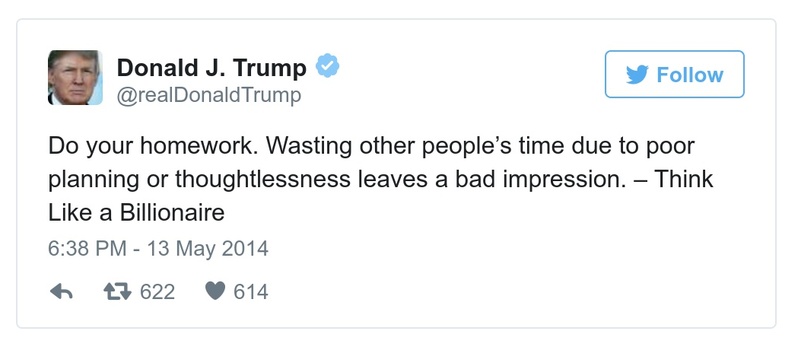 Donald J. Trump
@realDonaldTrump
Follow
Do your homework. Wasting other people’s time due to poor
planning or thoughtlessness leaves a bad impression. – Think
Like a Billionaire
6:38 PM - 13 May 2014
622 614